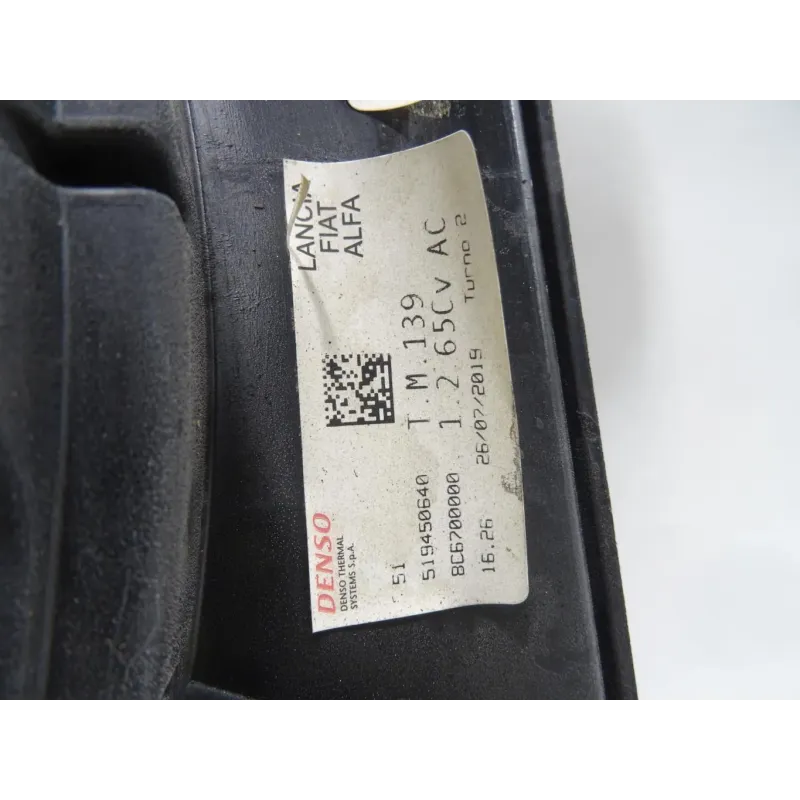 DENSO
DENSO THERMAL
SYSTEMS S.p.A.
LANCIA
FIAT
ALFA
51
519450640
T.M.139
8C6700000
1.2 65Cv AC
16.26
26/07/2019
Turno 2